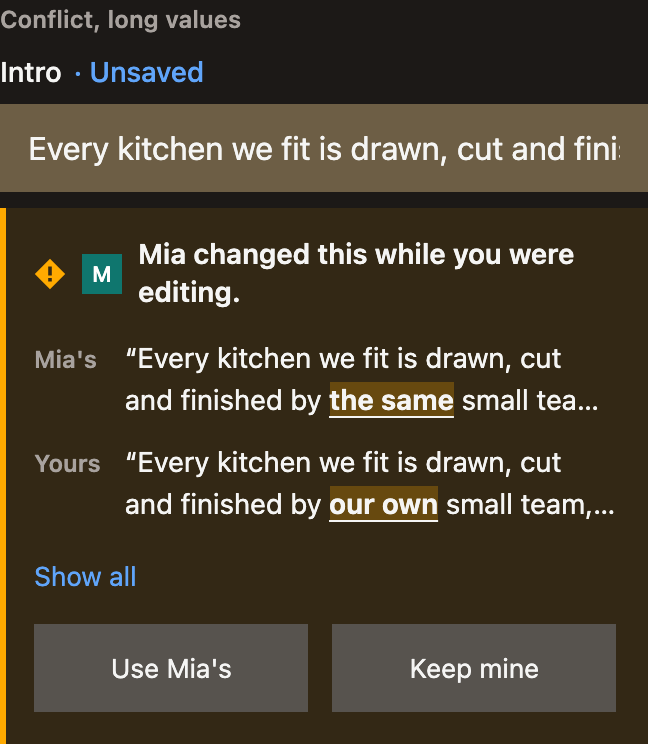 Conflict, long values
Intro · Unsaved
Every kitchen we fit is drawn, cut and fini
M
Mia changed this while you were
editing.
Mia's “Every kitchen we fit is drawn, cut
and finished by the same small tea...
Yours “Every kitchen we fit is drawn, cut
and finished by our own small team,...
Show all
Use Mia's Keep mine